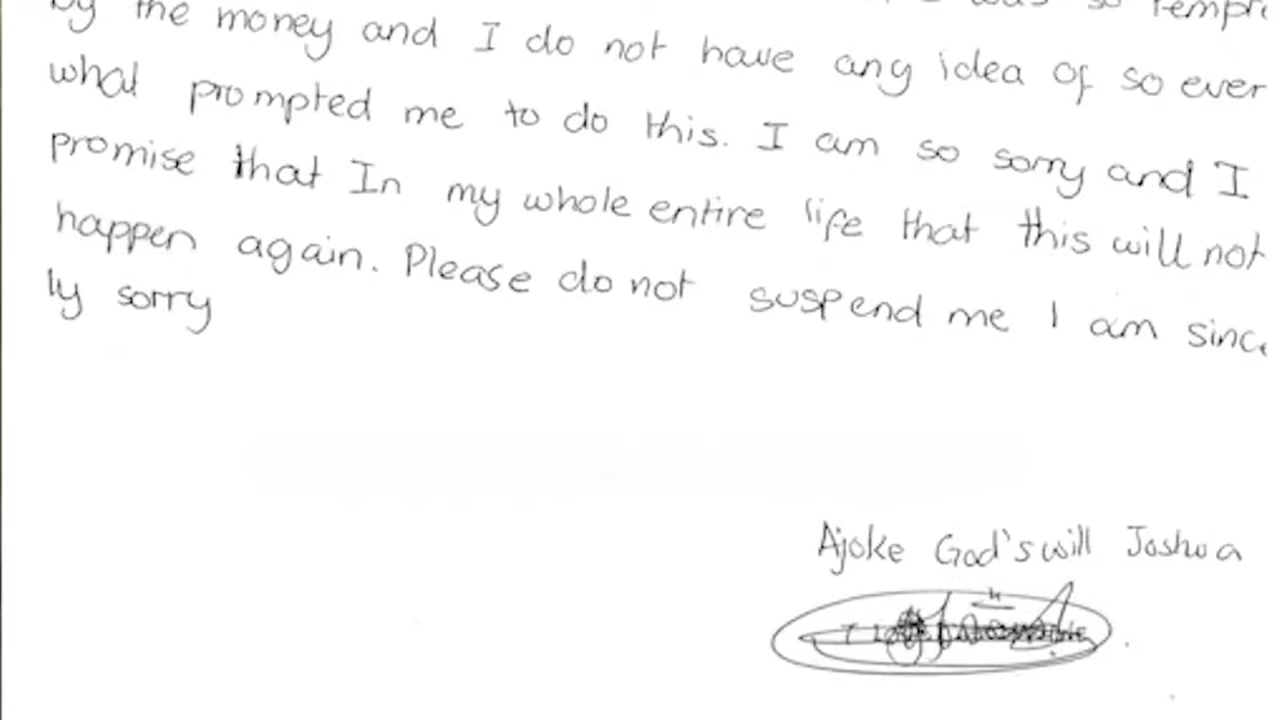 by the money and I do not have any idea of so ever
what prompted me to do this. I am so sorry and I
promise that In my whole entire life that this will not
happen again. Please do not suspend me I am since
ly sorry
Ajoke God's will Joshua